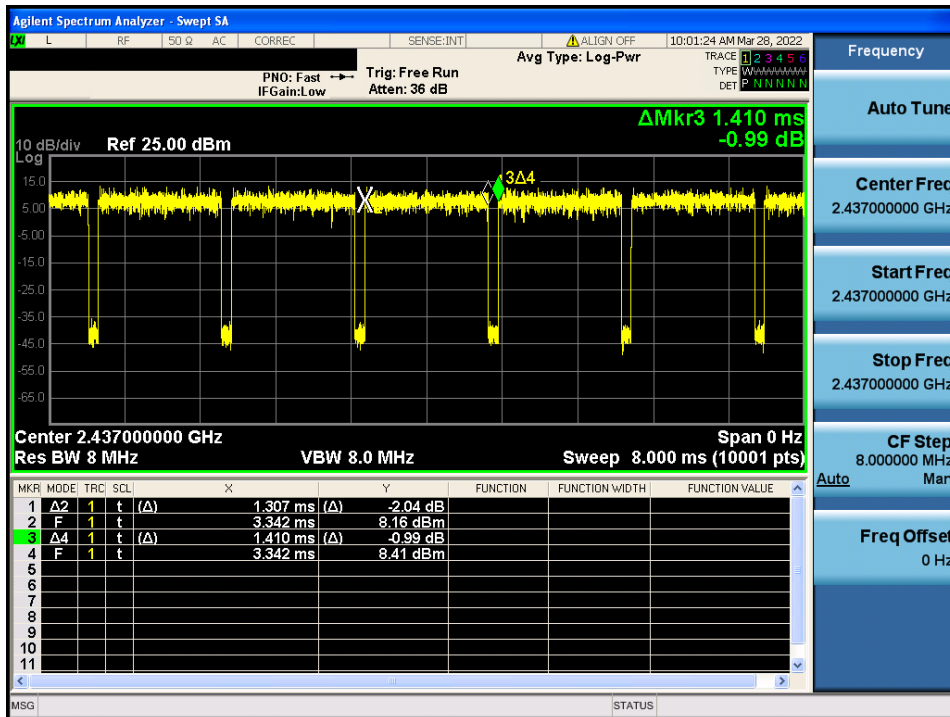 Agilent Spectrum Analyzer - Swept SA
LXI L RF 50 Ω AC CORREC SENSE:INT ALIGN OFF 10:01:24 AM Mar 28, 2022
Avg Type: Log-Pwr TRACE 1 2 3 4 5 6
PNO: Fast Trig: Free Run TYPE W
IFGain:Low Atten: 36 dB DET P N N N N N
ΔMkr3 1.410 ms
-0.99 dB
10 dB/div Ref 25.00 dBm
Log
15.0
5.00
-5.00
-15.0
-25.0
-35.0
-45.0
-55.0
-65.0
X
3Δ4
Center 2.437000000 GHz Span 0 Hz
Res BW 8 MHz VBW 8.0 MHz Sweep 8.000 ms (10001 pts)
MKR MODE TRC SCL X Y FUNCTION FUNCTION WIDTH FUNCTION VALUE
1 Δ2 1 t (Δ) 1.307 ms (Δ) -2.04 dB
2 F 1 t 3.342 ms 8.16 dBm
3 Δ4 1 t (Δ) 1.410 ms (Δ) -0.99 dB
4 F 1 t 3.342 ms 8.41 dBm
5
6
7
8
9
10
11
MSG STATUS
Frequency
Auto Tune
Center Freq
2.437000000 GHz
Start Freq
2.437000000 GHz
Stop Freq
2.437000000 GHz
CF Step
8.000000 MHz
Auto Man
Freq Offset
0 Hz